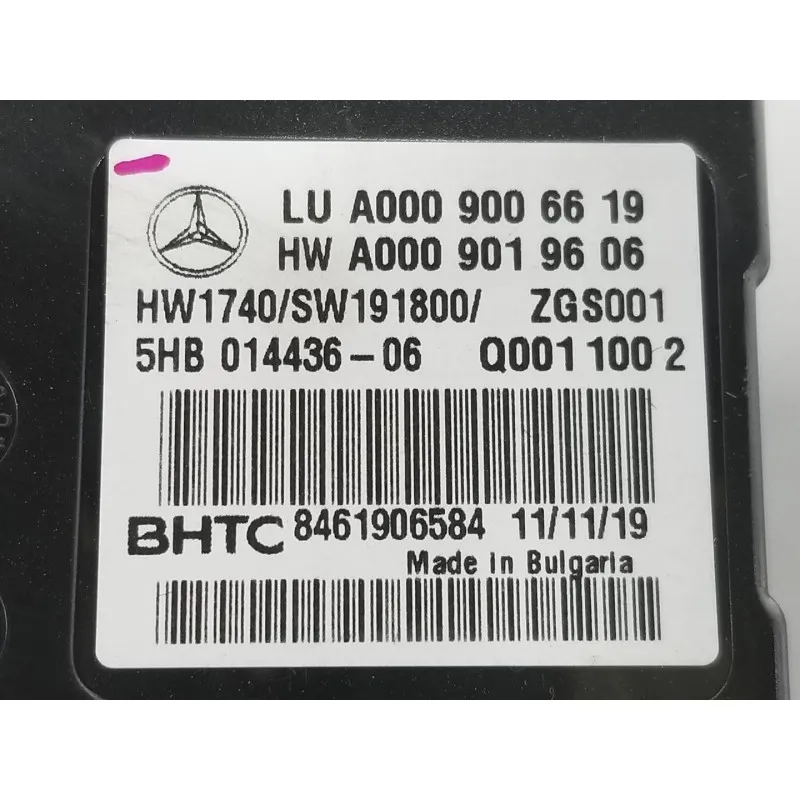 LU A000 900 66 19
HW A000 901 96 06
HW1740/SW191800/ ZGS001
5HB 014436-06 Q001 100 2
BHTC 8461906584 11/11/19
Made in Bulgaria